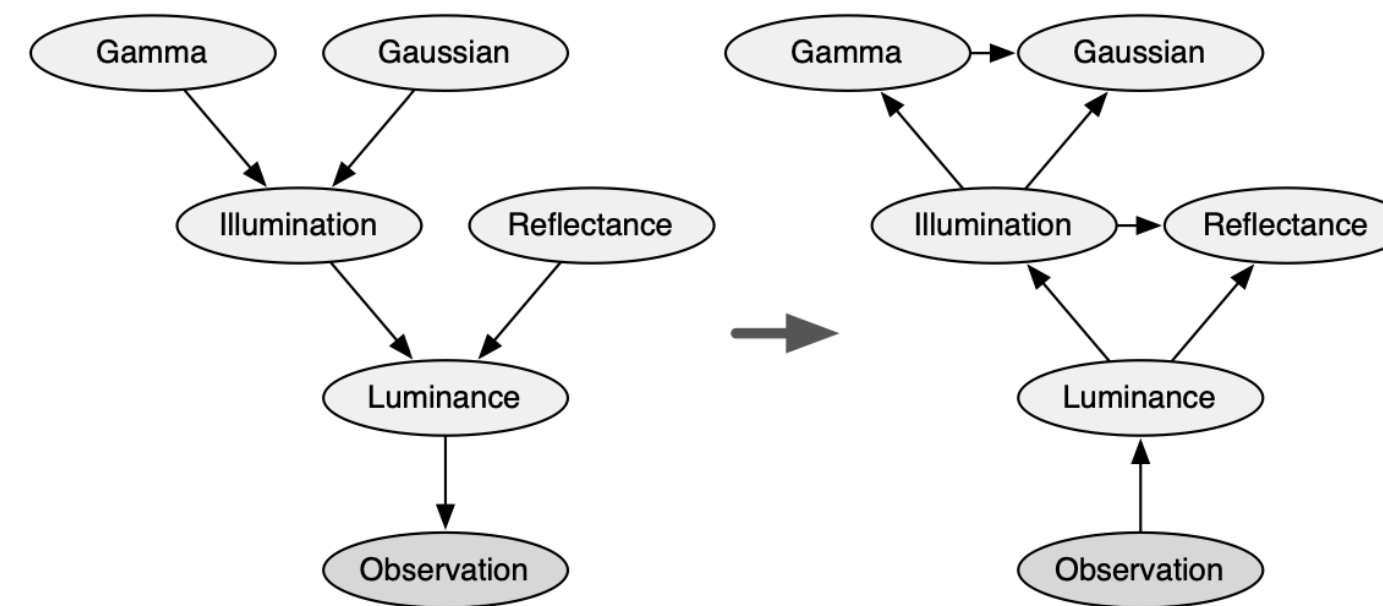 Gamma
Gaussian
Gamma
Gaussian
Illumination
Reflectance
Illumination
Reflectance
Luminance
Luminance
Observation
Observation